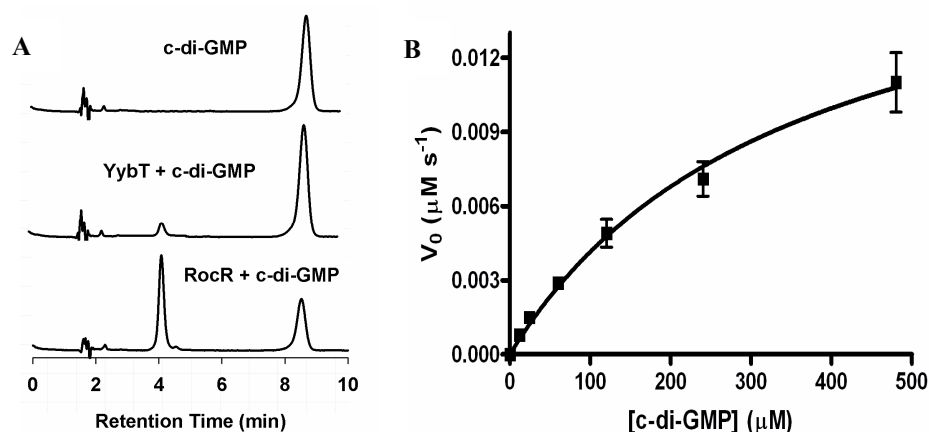 A
c-di-GMP
YybT + c-di-GMP
RocR + c-di-GMP
0 2 4 6 8 10
Retention Time (min)
B
V₀ (μM s⁻¹)
0.012
0.009
0.006
0.003
0.000
0 100 200 300 400 500
[c-di-GMP] (μM)